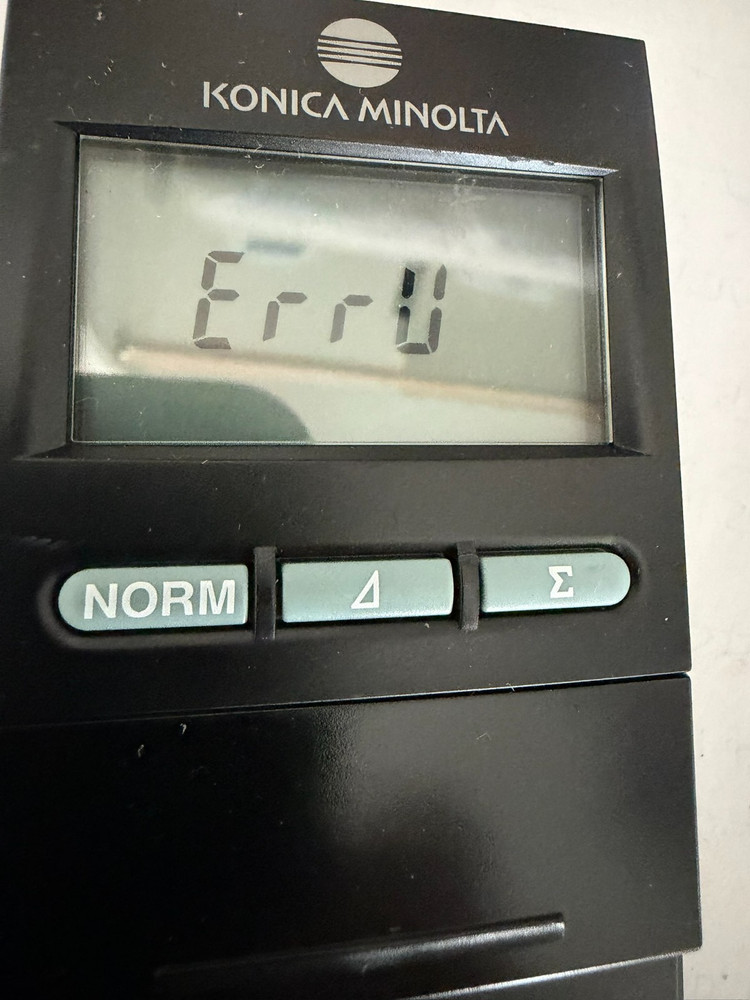 KONICA MINOLTA
ErrU
NORM ⊿ Σ